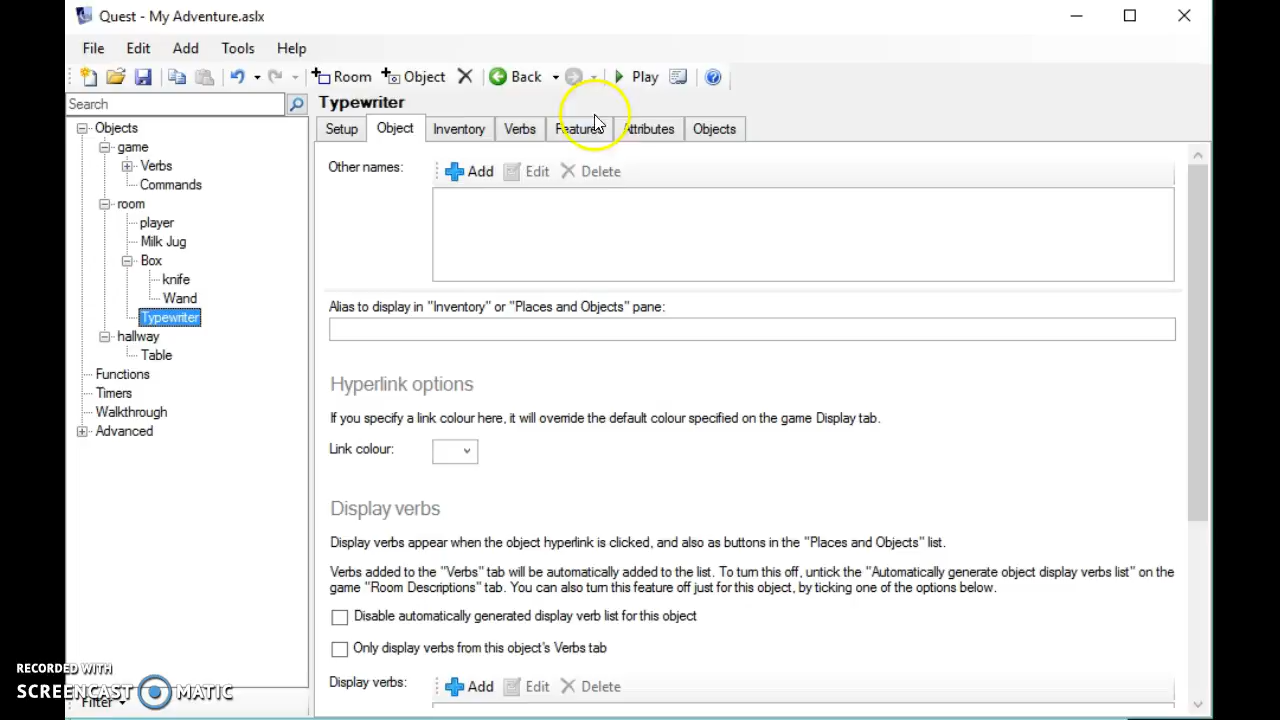 Quest - My Adventure.aslx
File Edit Add Tools Help
Room Object Back Play
Search
Typewriter
Setup Object Inventory Verbs Features Attributes Objects
Objects
game
Verbs
Commands
room
player
Milk Jug
Box
knife
Wand
Typewriter
hallway
Table
Functions
Timers
Walkthrough
Advanced
Filter
Other names: Add Edit Delete
Alias to display in "Inventory" or "Places and Objects" pane:
Hyperlink options
If you specify a link colour here, it will override the default colour specified on the game Display tab.
Link colour:
Display verbs
Display verbs appear when the object hyperlink is clicked, and also as buttons in the "Places and Objects" list.
Verbs added to the "Verbs" tab will be automatically added to the list. To turn this off, untick the "Automatically generate object display verbs list" on the
game "Room Descriptions" tab. You can also turn this feature off just for this object, by ticking one of the options below.
Disable automatically generated display verb list for this object
Only display verbs from this object's Verbs tab
Display verbs: Add Edit Delete
RECORDED WITH
SCREENCAST MATIC